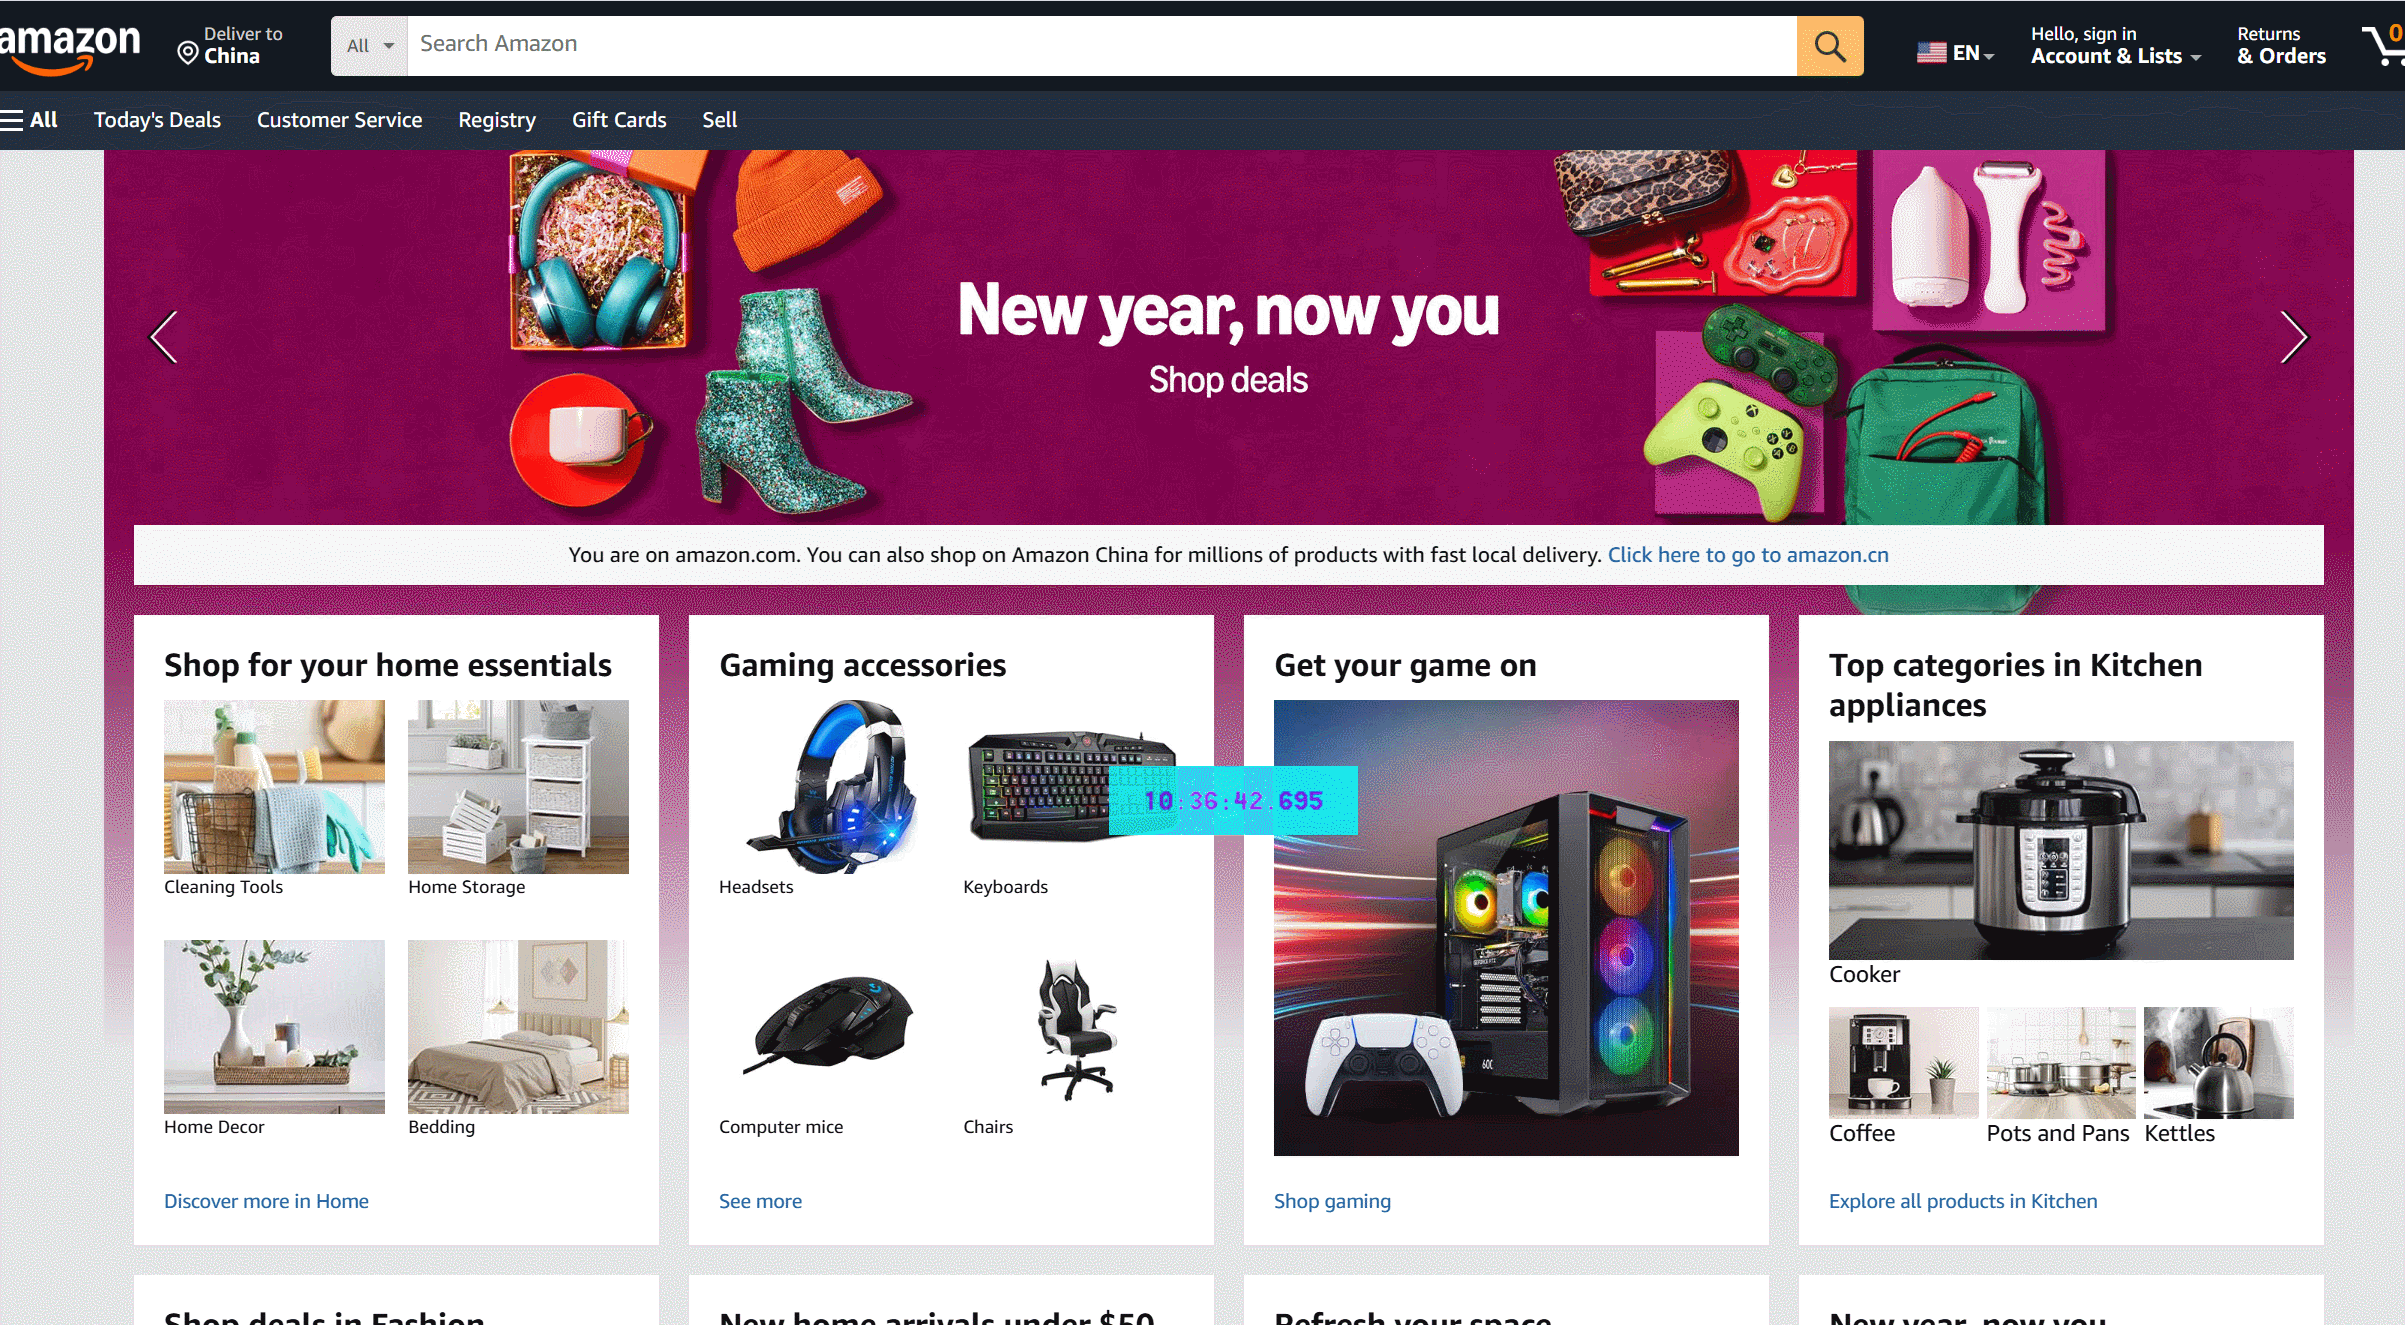 amazon
Deliver to
China
All
Search Amazon
EN
Hello, sign in
Account & Lists
Returns
& Orders
0
All
Today's Deals
Customer Service
Registry
Gift Cards
Sell
New year, now you
Shop deals
You are on amazon.com. You can also shop on Amazon China for millions of products with fast local delivery. Click here to go to amazon.cn
Shop for your home essentials
Cleaning Tools
Home Storage
Home Decor
Bedding
Discover more in Home
Gaming accessories
Headsets
Keyboards
Computer mice
Chairs
See more
10:36:42.695
Get your game on
Shop gaming
Top categories in Kitchen
appliances
Cooker
Coffee
Pots and Pans
Kettles
Explore all products in Kitchen
Shop deals in Fashion
New home arrivals under $50
Refresh your space
New year, now you